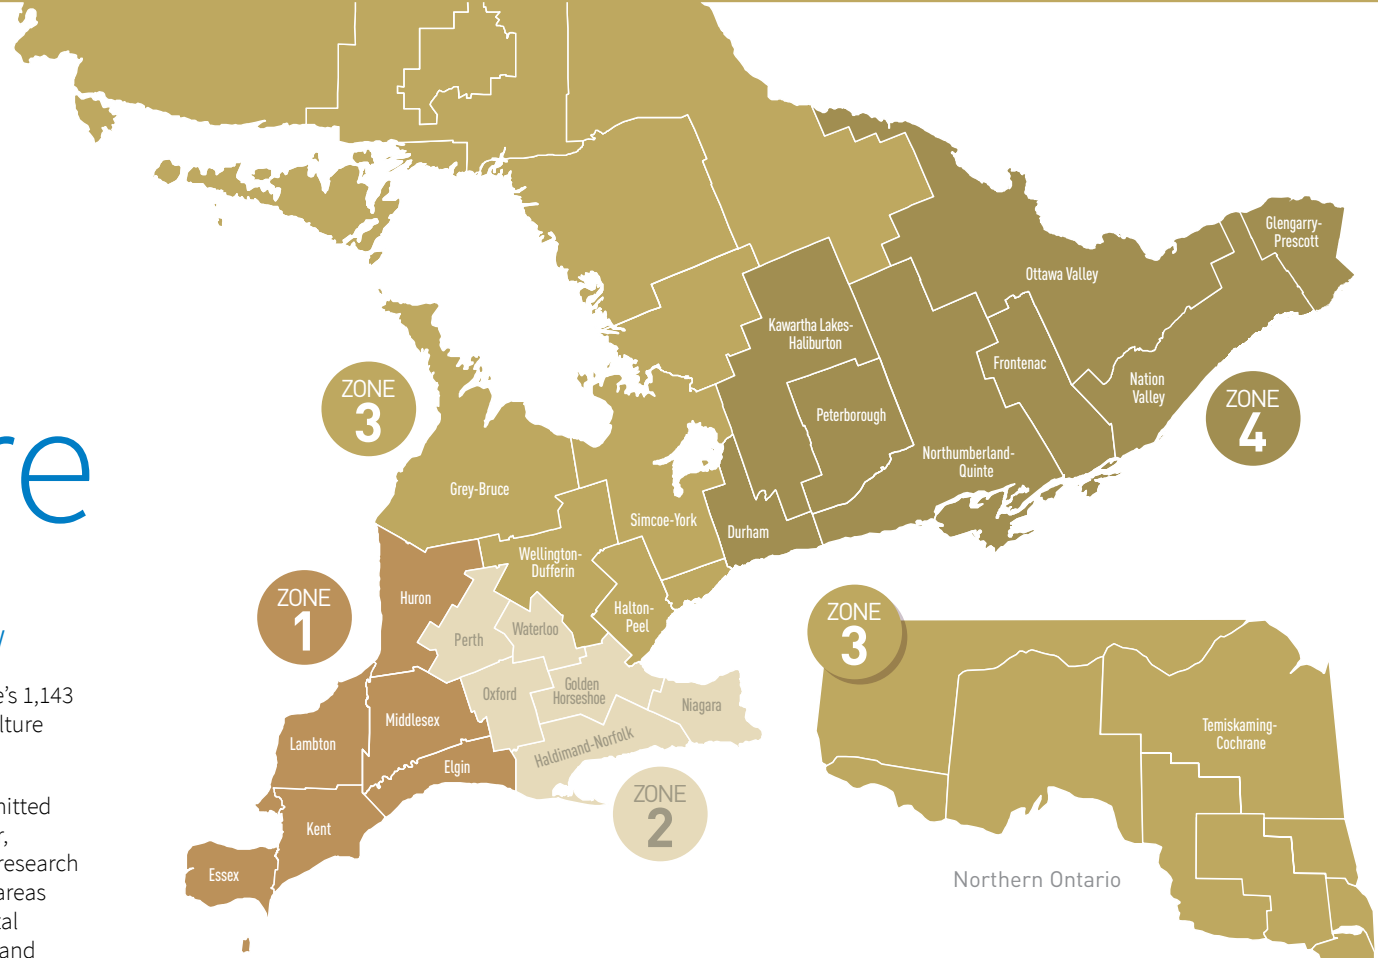 re
e's 1,143
lture
mitted
r,
research
areas
tal
and
ZONE
3
ZONE
1
ZONE
2
ZONE
4
ZONE
3
Glengarry-
Prescott
Ottawa Valley
Kawartha Lakes-
Haliburton
Frontenac
Nation
Valley
Peterborough
Northumberland-
Quinte
Durham
Grey-Bruce
Simcoe-York
Wellington-
Dufferin
Halton-
Peel
Huron
Perth
Waterloo
Oxford
Golden
Horseshoe
Niagara
Haldimand-Norfolk
Middlesex
Lambton
Elgin
Kent
Essex
Temiskaming-
Cochrane
Northern Ontario